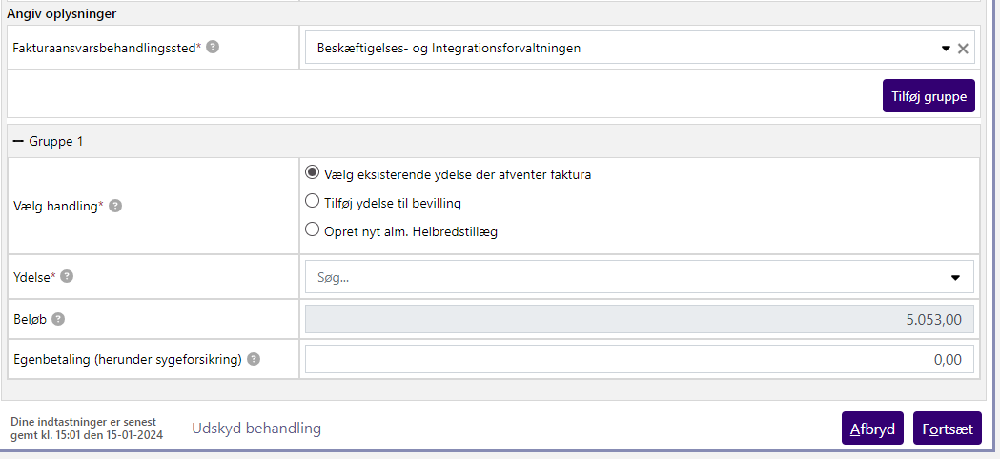 Angiv oplysninger
Fakturaansvarsbehandlingssted* ?
Beskæftigelses- og Integrationsforvaltningen
Tilføj gruppe
Gruppe 1
Vælg handling* ?
Vælg eksisterende ydelse der afventer faktura
Tilføj ydelse til bevilling
Opret nyt alm. Helbredstillæg
Ydelse* ?
Søg...
Beløb ?
5.053,00
Egenbetaling (herunder sygeforsikring) ?
0,00
Dine indtastninger er senest
gemt kl. 15:01 den 15-01-2024
Udskyd behandling
Afbryd
Fortsæt